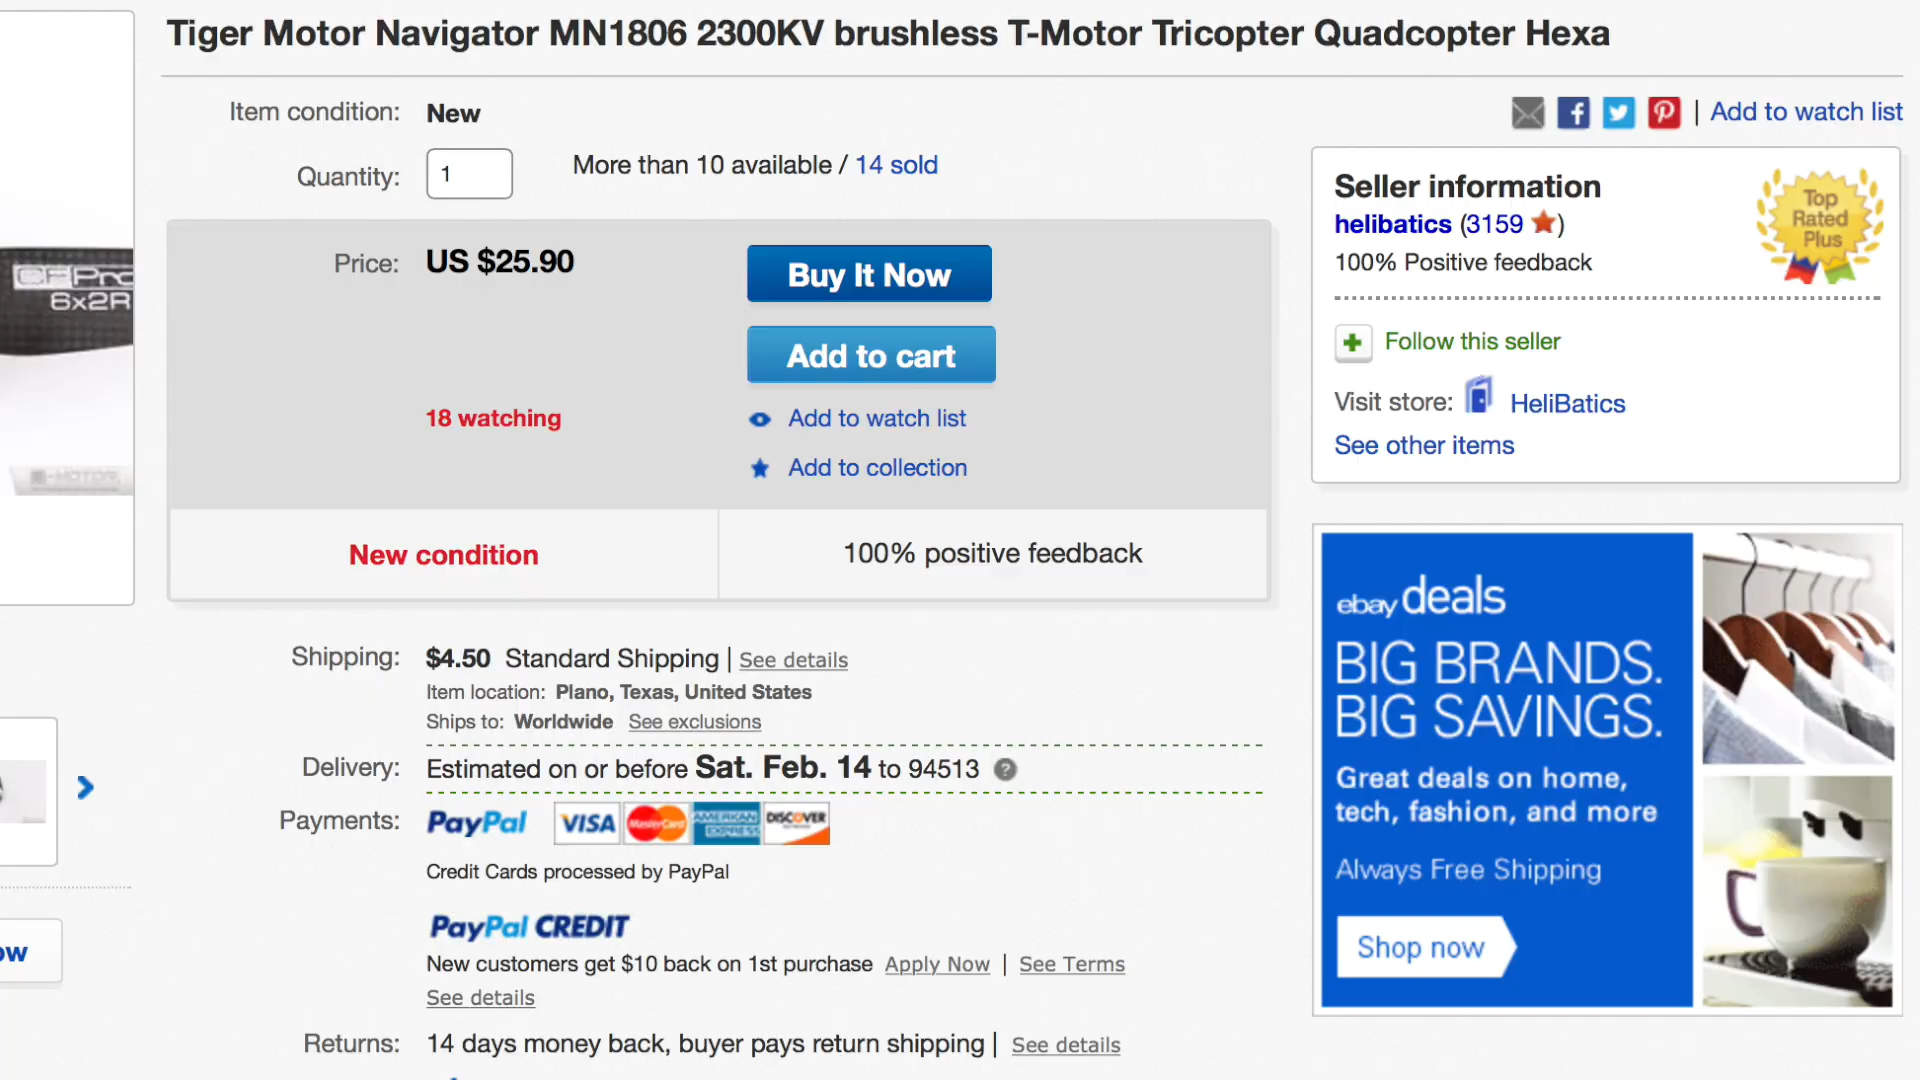 Tiger Motor Navigator MN1806 2300KV brushless T-Motor Tricopter Quadcopter Hexa
Item condition: New
| Add to watch list
Quantity: 1 More than 10 available / 14 sold
Price: US $25.90
Buy It Now
Add to cart
18 watching
Add to watch list
Add to collection
New condition
100% positive feedback
Seller information
helibatics (3159)
100% Positive feedback
Top
Rated
Plus
Follow this seller
Visit store: HeliBatics
See other items
CFPro
6x2R
Shipping: $4.50 Standard Shipping | See details
Item location: Plano, Texas, United States
Ships to: Worldwide See exclusions
Delivery: Estimated on or before Sat. Feb. 14 to 94513 ?
Payments: PayPal VISA MasterCard AMERICAN EXPRESS DISCOVER
Credit Cards processed by PayPal
PayPal CREDIT
New customers get $10 back on 1st purchase Apply Now | See Terms
See details
Returns: 14 days money back, buyer pays return shipping | See details
ow
ebay deals
BIG BRANDS.
BIG SAVINGS.
Great deals on home,
tech, fashion, and more
Always Free Shipping
Shop now